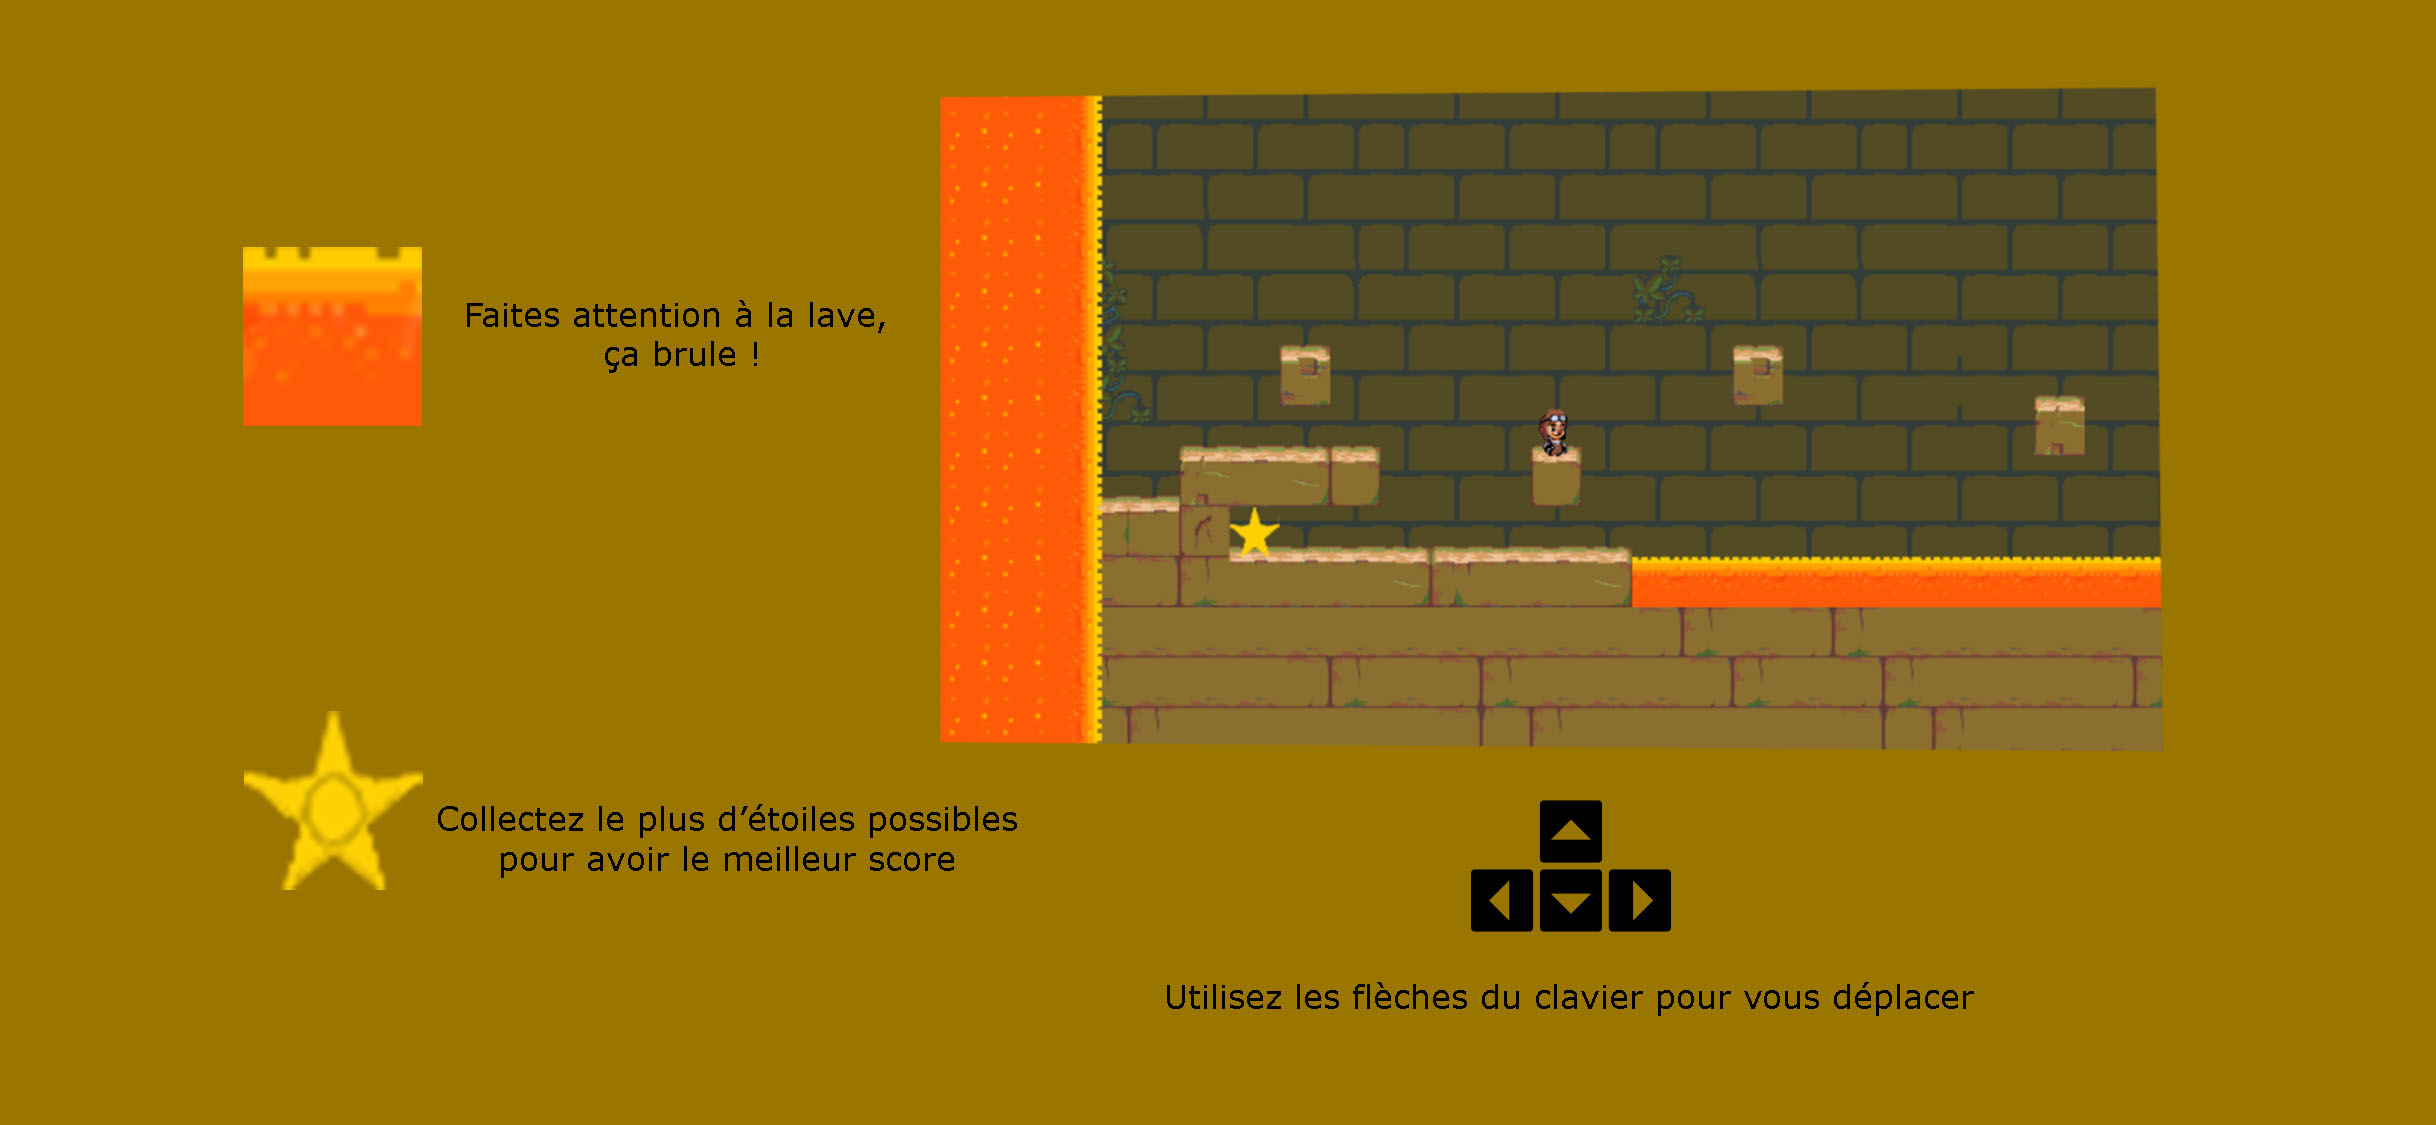 Faites attention à la lave,
ça brule !
Collectez le plus d’étoiles possibles
pour avoir le meilleur score
Utilisez les flèches du clavier pour vous déplacer